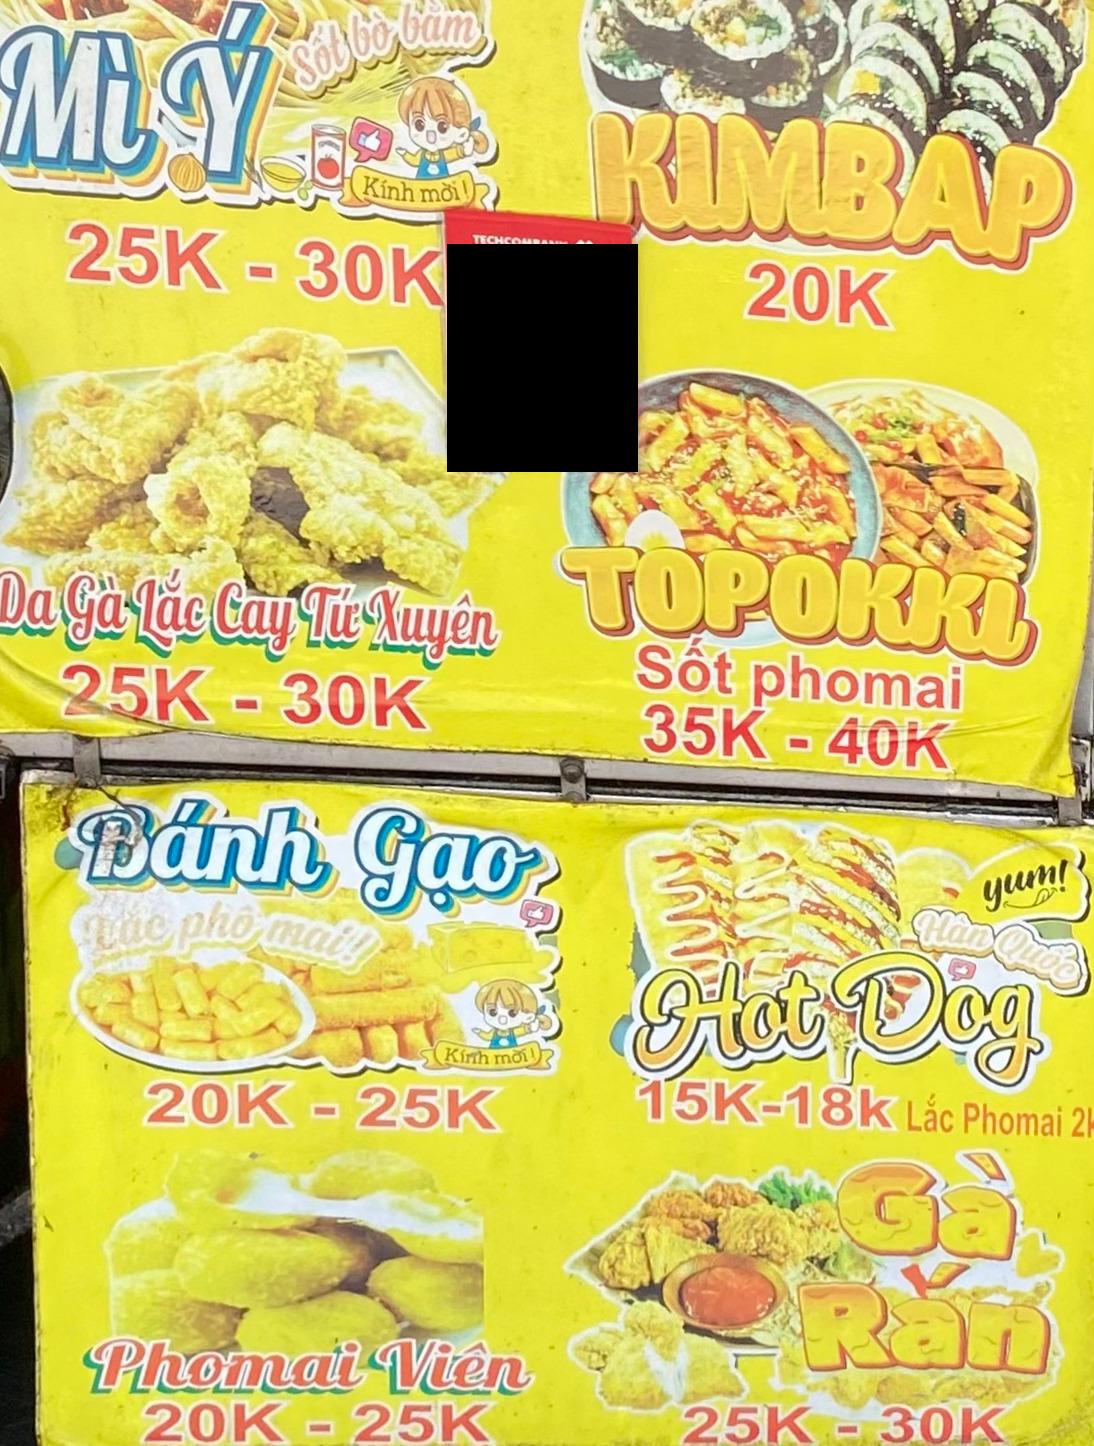 Mì Ý
Sốt bò bằm
Kính mời!
25K - 30K
TECHCOMBANK
KIMBAP
20K
Da Gà Lắc Cay Tứ Xuyên
25K - 30K
TOPOKKI
Sốt phomai
35K - 40K
Bánh Gạo
Lắc phô mai!
Kính mời!
20K - 25K
yum!
Hàn Quốc
Hot Dog
15K-18k Lắc Phomai 2k
Phomai Viên
20K - 25K
Gà
Rán
25K - 30K